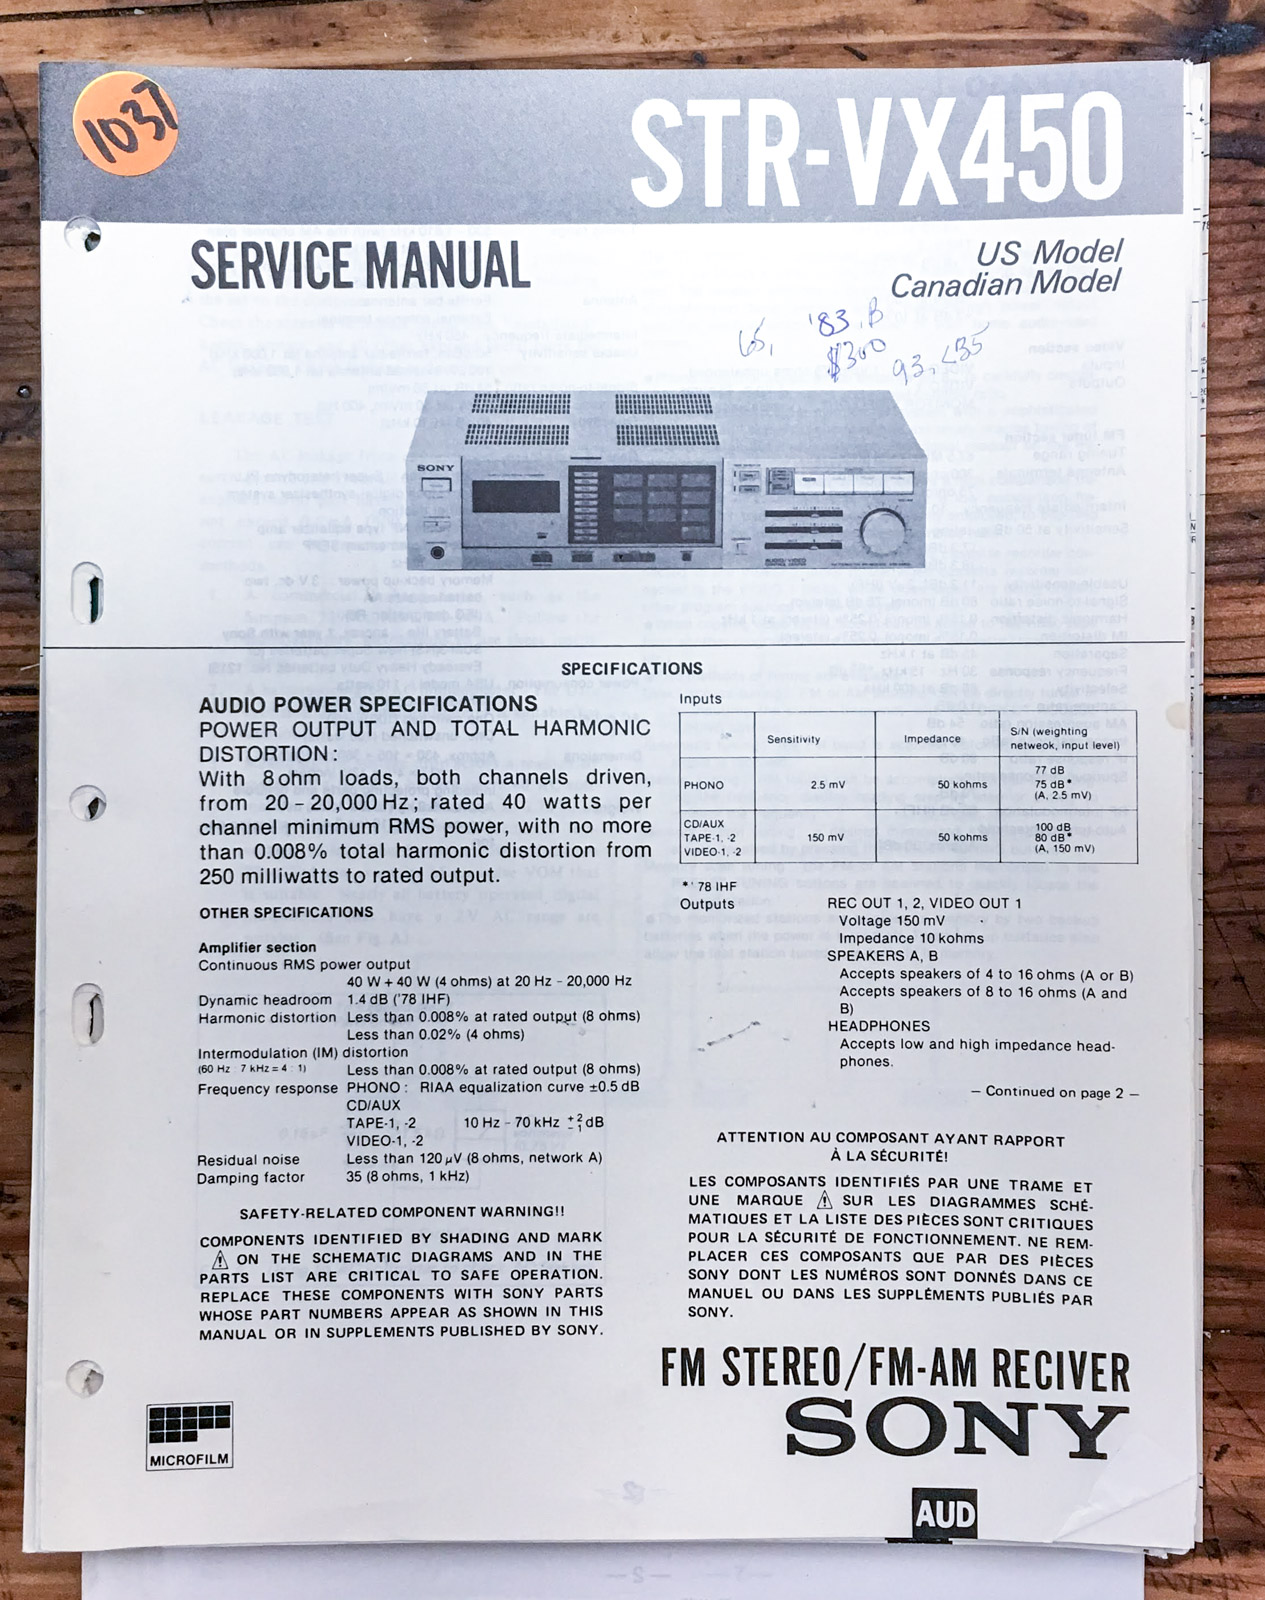 1037
STR-VX450
SERVICE MANUAL
US Model
Canadian Model
65, '83, B
$300
93, <35
SONY
SPECIFICATIONS
AUDIO POWER SPECIFICATIONS
POWER OUTPUT AND TOTAL HARMONIC
DISTORTION:
With 8 ohm loads, both channels driven,
from 20 – 20,000 Hz; rated 40 watts per
channel minimum RMS power, with no more
than 0.008% total harmonic distortion from
250 milliwatts to rated output.
OTHER SPECIFICATIONS
Amplifier section
Continuous RMS power output
40 W + 40 W (4 ohms) at 20 Hz – 20,000 Hz
Dynamic headroom 1.4 dB ('78 IHF)
Harmonic distortion Less than 0.008% at rated output (8 ohms)
Less than 0.02% (4 ohms)
Intermodulation (IM) distortion
(60 Hz : 7 kHz = 4 : 1) Less than 0.008% at rated output (8 ohms)
Frequency response PHONO : RIAA equalization curve ±0.5 dB
CD/AUX
TAPE-1, -2 10 Hz – 70 kHz +2 −1 dB
VIDEO-1, -2
Residual noise Less than 120 μV (8 ohms, network A)
Damping factor 35 (8 ohms, 1 kHz)
SAFETY-RELATED COMPONENT WARNING!!
COMPONENTS IDENTIFIED BY SHADING AND MARK
⚠ ON THE SCHEMATIC DIAGRAMS AND IN THE
PARTS LIST ARE CRITICAL TO SAFE OPERATION.
REPLACE THESE COMPONENTS WITH SONY PARTS
WHOSE PART NUMBERS APPEAR AS SHOWN IN THIS
MANUAL OR IN SUPPLEMENTS PUBLISHED BY SONY.
Inputs
Sensitivity Impedance S/N (weighting
netweok, input level)
PHONO 2.5 mV 50 kohms 77 dB
75 dB*
(A, 2.5 mV)
CD/AUX
TAPE-1, -2
VIDEO-1, -2
150 mV 50 kohms 100 dB
80 dB*
(A, 150 mV)
*'78 IHF
Outputs REC OUT 1, 2, VIDEO OUT 1
Voltage 150 mV
Impedance 10 kohms
SPEAKERS A, B
Accepts speakers of 4 to 16 ohms (A or B)
Accepts speakers of 8 to 16 ohms (A and
B)
HEADPHONES
Accepts low and high impedance head-
phones.
— Continued on page 2 —
ATTENTION AU COMPOSANT AYANT RAPPORT
À LA SÉCURITÉ!
LES COMPOSANTS IDENTIFIÉS PAR UNE TRAME ET
UNE MARQUE ⚠ SUR LES DIAGRAMMES SCHÉ-
MATIQUES ET LA LISTE DES PIÈCES SONT CRITIQUES
POUR LA SÉCURITÉ DE FONCTIONNEMENT. NE REM-
PLACER CES COMPOSANTS QUE PAR DES PIÈCES
SONY DONT LES NUMÉROS SONT DONNÉS DANS CE
MANUEL OU DANS LES SUPPLÉMENTS PUBLIÉS PAR
SONY.
FM STEREO/FM-AM RECIVER
SONY
MICROFILM
AUD